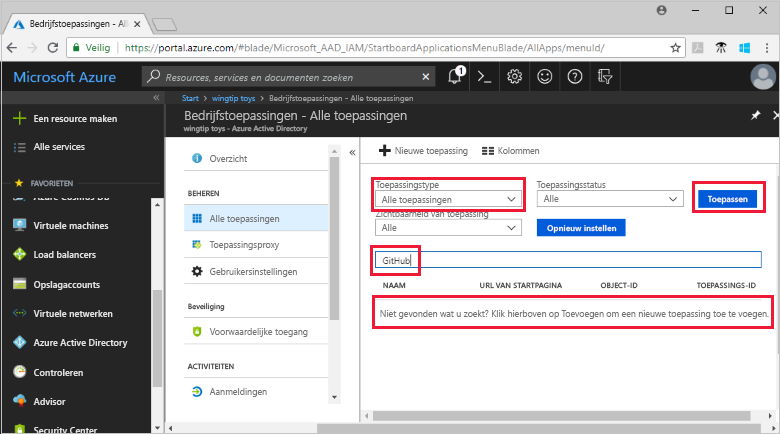 Bedrijfstoepassingen - Alle
Veilig https://portal.azure.com/#blade/Microsoft_AAD_IAM/StartboardApplicationsMenuBlade/AllApps/menuId/
Microsoft Azure
Resources, services en documenten zoeken
1
Een resource maken
Alle services
FAVORIETEN
Azure Cosmos DB
Virtuele machines
Load balancers
Opslagaccounts
Virtuele netwerken
Azure Active Directory
Controleren
Advisor
Security Center
Start > wingtip toys > Bedrijfstoepassingen - Alle toepassingen
Bedrijfstoepassingen - Alle toepassingen
wingtip toys - Azure Active Directory
Overzicht
BEHEREN
Alle toepassingen
Toepassingsproxy
Gebruikersinstellingen
Beveiliging
Voorwaardelijke toegang
ACTIVITEITEN
Aanmeldingen
Nieuwe toepassing Kolommen
Toepassingstype Toepassingsstatus
Alle toepassingen Alle Toepassen
Zichtbaarheid van toepassing
Alle Opnieuw instellen
GitHub
NAAM URL VAN STARTPAGINA OBJECT-ID TOEPASSINGS-ID
Niet gevonden wat u zoekt? Klik hierboven op Toevoegen om een nieuwe toepassing toe te voegen.